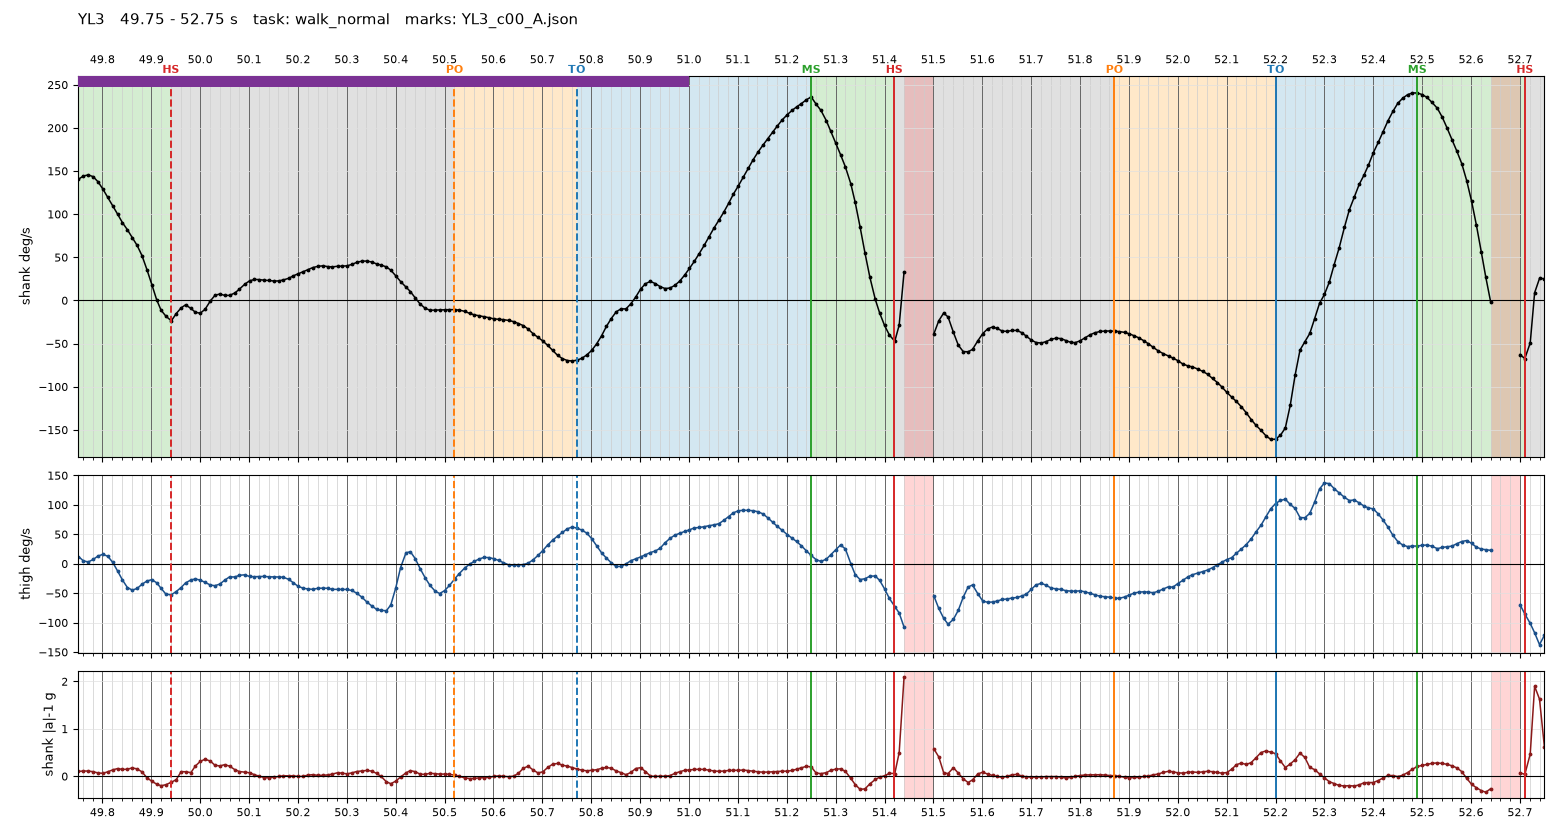 YL3   49.75 - 52.75 s   task: walk_normal   marks: YL3_c00_A.json
49.8 49.9 50.0 50.1 50.2 50.3 50.4 50.5 50.6 50.7 50.8 50.9 51.0 51.1 51.2 51.3 51.4 51.5 51.6 51.7 51.8 51.9 52.0 52.1 52.2 52.3 52.4 52.5 52.6 52.7
HS PO TO MS HS PO TO MS HS
250
200
150
100
50
0
−50
−100
−150
shank deg/s
150
100
50
0
−50
−100
−150
thigh deg/s
2
1
0
shank |a|-1 g
49.8 49.9 50.0 50.1 50.2 50.3 50.4 50.5 50.6 50.7 50.8 50.9 51.0 51.1 51.2 51.3 51.4 51.5 51.6 51.7 51.8 51.9 52.0 52.1 52.2 52.3 52.4 52.5 52.6 52.7